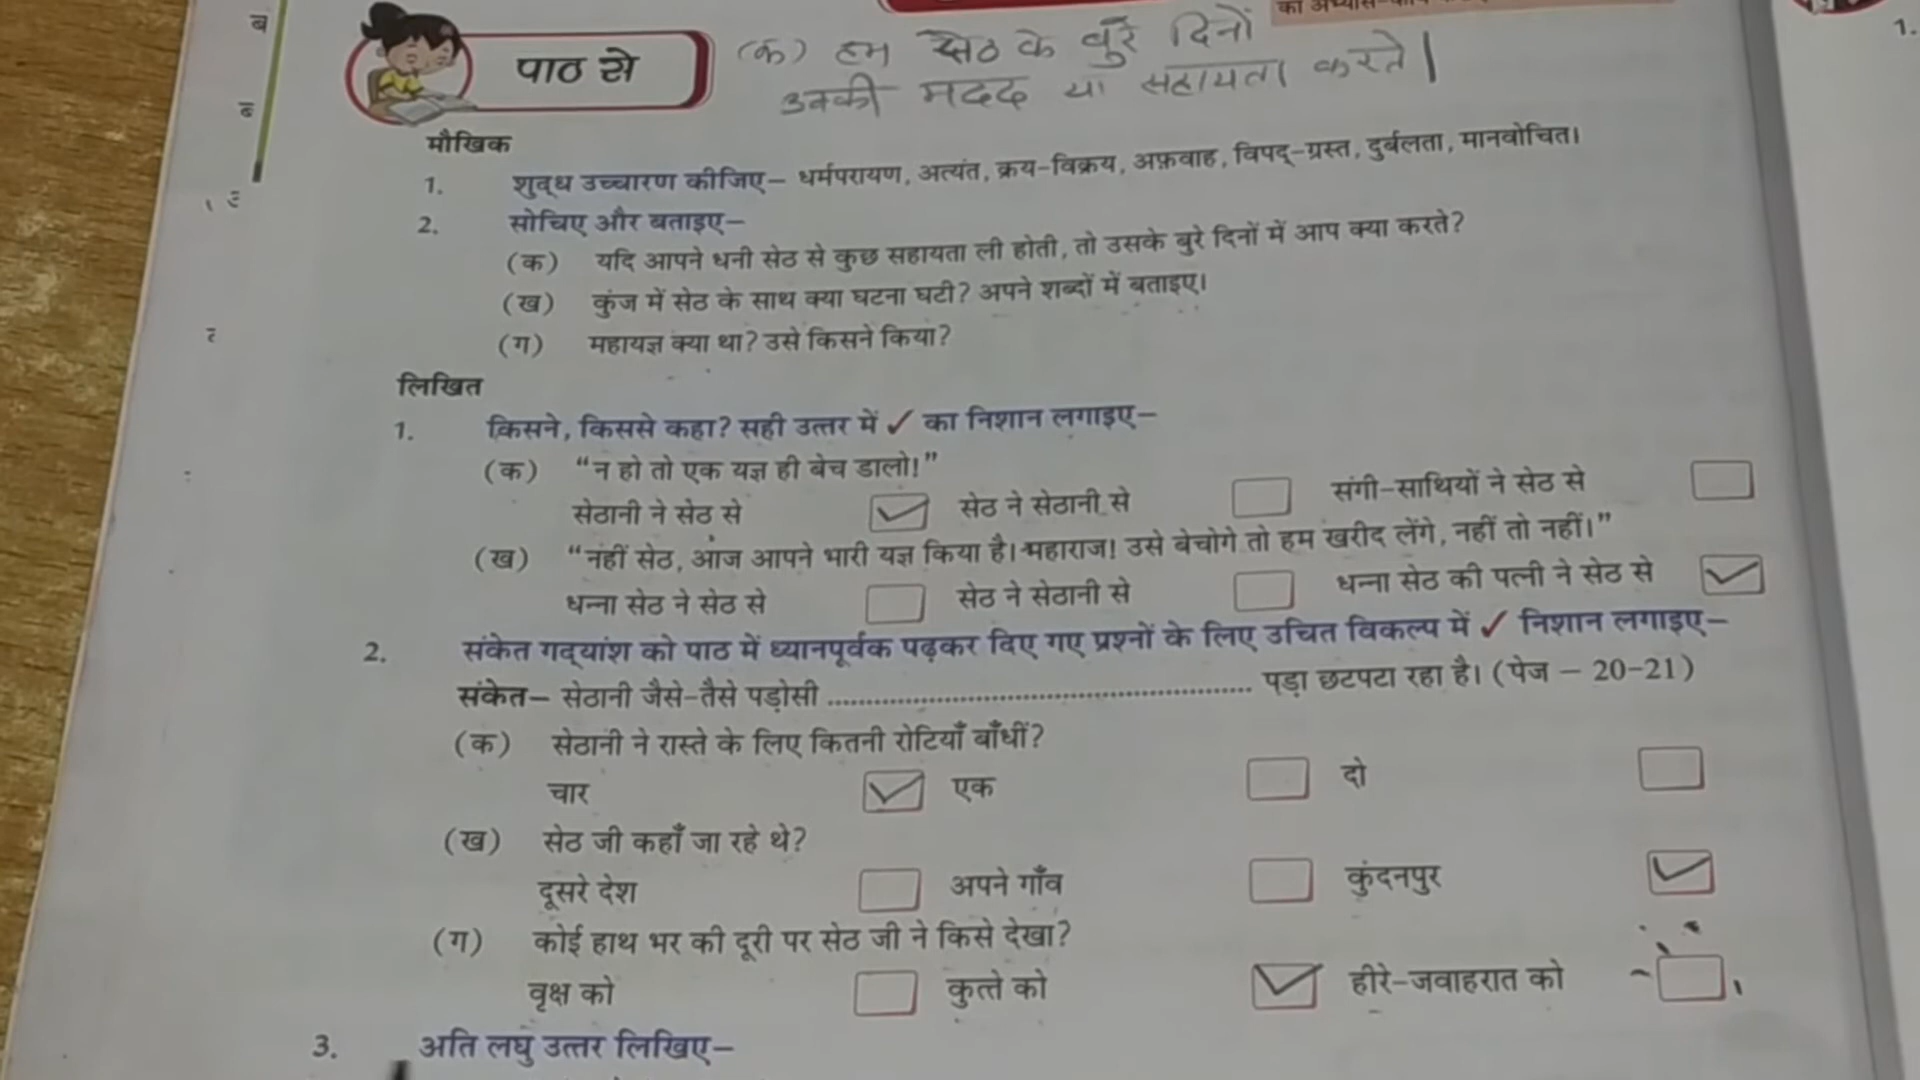 पाठ से
(क) हम सेठ के बुरे दिनों
उनकी मदद या सहायता करते।
मौखिक
1. शुद्ध उच्चारण कीजिए– धर्मपरायण, अत्यंत, क्रय-विक्रय, अफ़वाह, विपद्-ग्रस्त, दुर्बलता, मानवोचित।
2. सोचिए और बताइए–
(क) यदि आपने धनी सेठ से कुछ सहायता ली होती, तो उसके बुरे दिनों में आप क्या करते?
(ख) कुंज में सेठ के साथ क्या घटना घटी? अपने शब्दों में बताइए।
(ग) महायज्ञ क्या था? उसे किसने किया?
लिखित
1. किसने, किससे कहा? सही उत्तर में ✓ का निशान लगाइए–
(क) “न हो तो एक यज्ञ ही बेच डालो!”
सेठानी ने सेठ से ✓ सेठ ने सेठानी से संगी-साथियों ने सेठ से
(ख) “नहीं सेठ, आज आपने भारी यज्ञ किया है। महाराज! उसे बेचोगे तो हम खरीद लेंगे, नहीं तो नहीं।”
धन्ना सेठ ने सेठ से सेठ ने सेठानी से धन्ना सेठ की पत्नी ने सेठ से ✓
2. संकेत गद्यांश को पाठ में ध्यानपूर्वक पढ़कर दिए गए प्रश्नों के लिए उचित विकल्प में ✓ निशान लगाइए–
संकेत– सेठानी जैसे-तैसे पड़ोसी ........................................ पड़ा छटपटा रहा है। (पेज – 20-21)
(क) सेठानी ने रास्ते के लिए कितनी रोटियाँ बाँधीं?
चार ✓ एक दो
(ख) सेठ जी कहाँ जा रहे थे?
दूसरे देश अपने गाँव कुंदनपुर ✓
(ग) कोई हाथ भर की दूरी पर सेठ जी ने किसे देखा?
वृक्ष को कुत्ते को ✓ हीरे-जवाहरात को
3. अति लघु उत्तर लिखिए–
1.